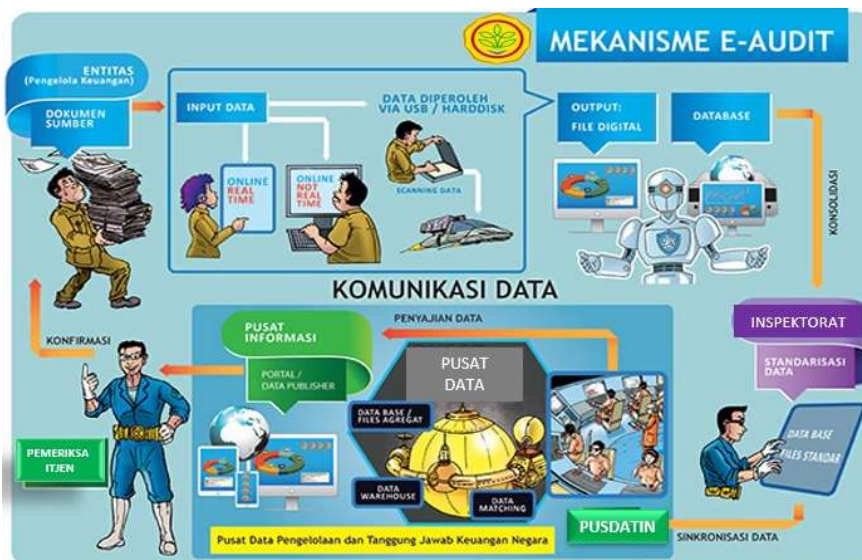 MEKANISME E-AUDIT
ENTITAS
(Pengelola Keuangan)
DOKUMEN
SUMBER
INPUT DATA
DATA DIPEROLEH
VIA USB / HARDDISK
ONLINE
REAL
TIME
ONLINE
NOT
REAL
TIME
SCANNING DATA
OUTPUT:
FILE DIGITAL
DATABASE
KONSOLIDASI
KOMUNIKASI DATA
PENYAJIAN DATA
INSPEKTORAT
STANDARISASI
DATA
KONFIRMASI
PUSAT
INFORMASI
PORTAL /
DATA PUBLISHER
PUSAT
DATA
DATA BASE /
FILES AGREGAT
DATA
WAREHOUSE
DATA
MATCHING
DATA BASE
FILES STANDAR
PEMERIKSA
ITJEN
PUSDATIN
SINKRONISASI DATA
Pusat Data Pengelolaan dan Tanggung Jawab Keuangan Negara